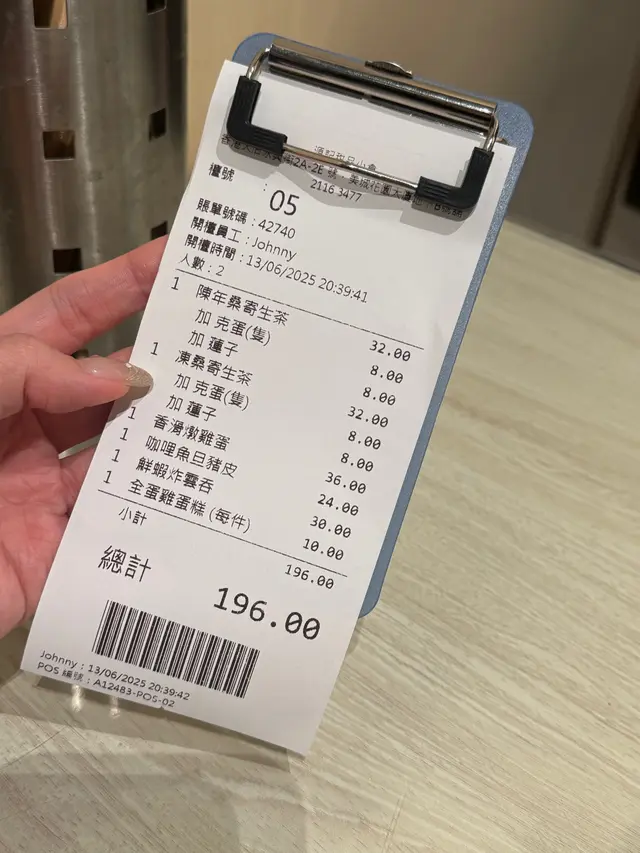 2116 3477
檯號 : 05
賬單號碼 : 42740
開檯員工 : Johnny
開檯時間 : 13/06/2025 20:39:41
人數 : 2
1 陳年桑寄生茶 32.00
加 克蛋(隻) 8.00
加 蓮子 8.00
1 凍桑寄生茶 32.00
加 克蛋(隻) 8.00
加 蓮子 8.00
1 香滑燉雞蛋 36.00
1 咖哩魚旦豬皮 24.00
1 鮮蝦炸雲吞 30.00
1 全蛋雞蛋糕 (每件) 10.00
小計 196.00
總計 196.00
Johnny : 13/06/2025 20:39:42
POS 編號 : A12483-POS-02